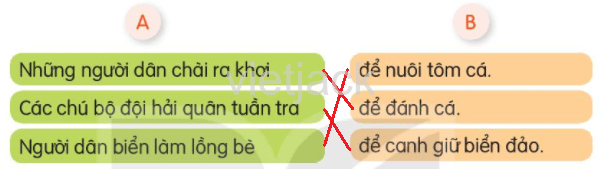 A B
Những người dân chài ra khơi để nuôi tôm cá.
vietjack
Các chú bộ đội hải quân tuần tra để đánh cá.
Người dân biển làm lồng bè để canh giữ biển đảo.